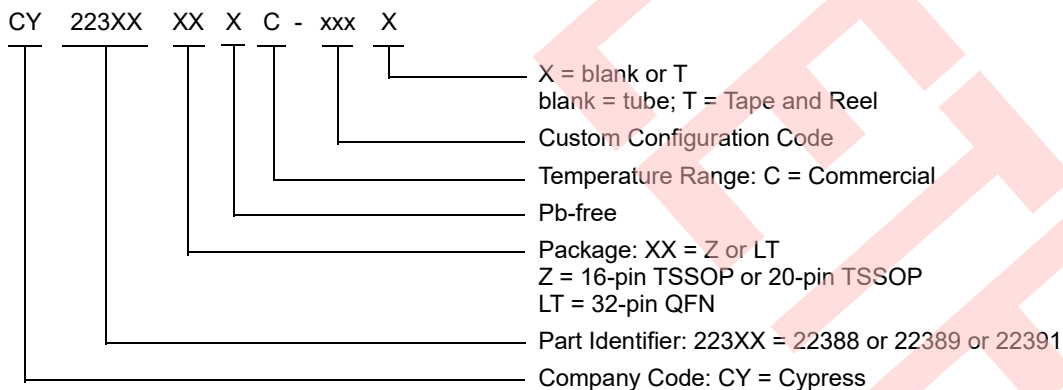 CY 223XX XX X C - xxx X
X = blank or T
blank = tube; T = Tape and Reel
Custom Configuration Code
Temperature Range: C = Commercial
Pb-free
Package: XX = Z or LT
Z = 16-pin TSSOP or 20-pin TSSOP
LT = 32-pin QFN
Part Identifier: 223XX = 22388 or 22389 or 22391
Company Code: CY = Cypress